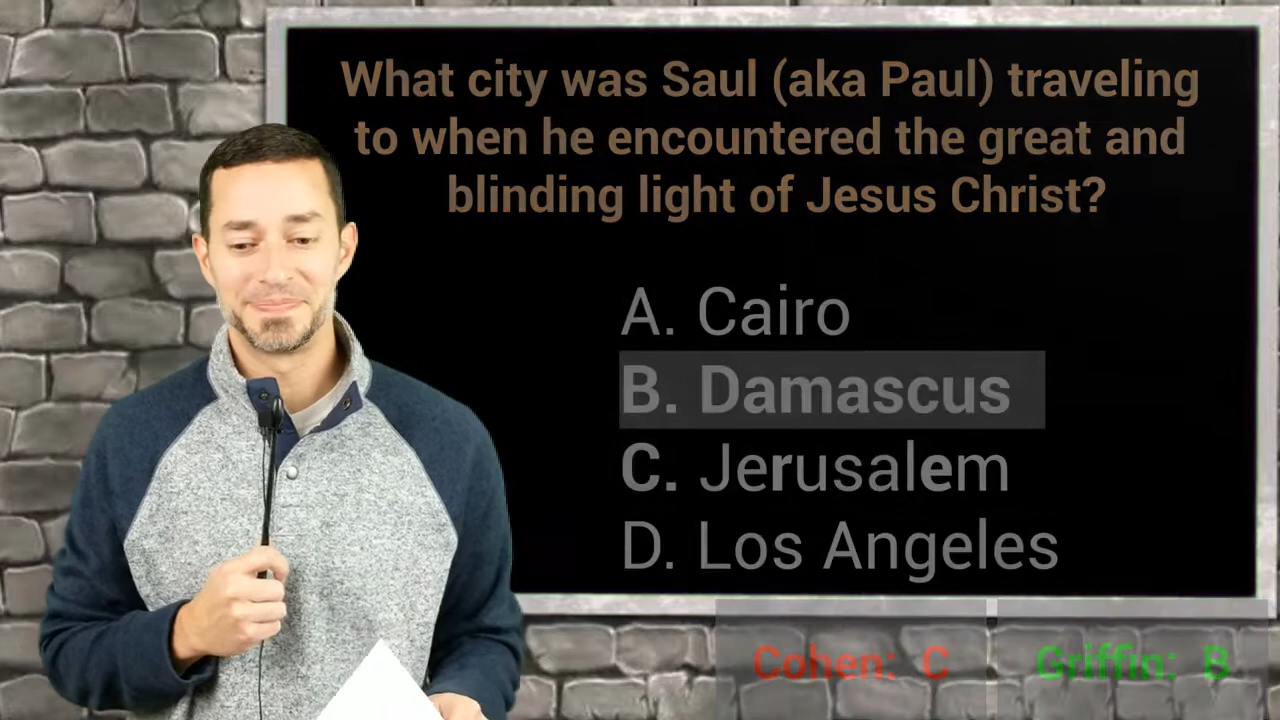 What city was Saul (aka Paul) traveling
to when he encountered the great and
blinding light of Jesus Christ?
A. Cairo
B. Damascus
C. Jerusalem
D. Los Angeles
Cohen: C
Griffin: B